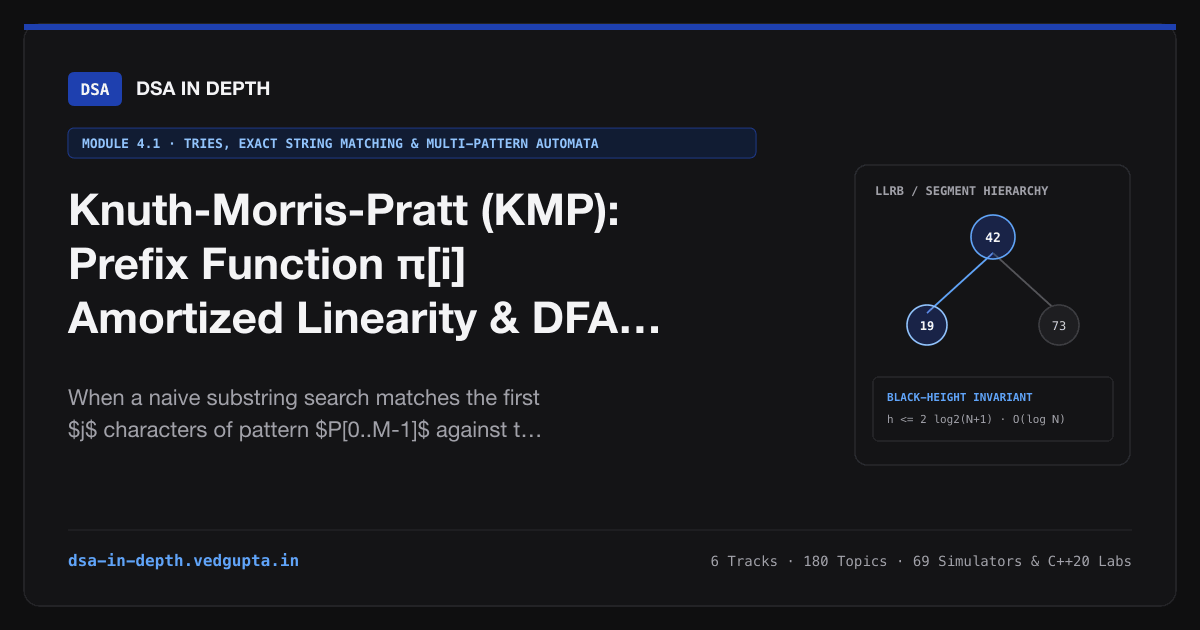 DSA
DSA IN DEPTH
MODULE 4.1 · TRIES, EXACT STRING MATCHING & MULTI-PATTERN AUTOMATA
Knuth-Morris-Pratt (KMP):
Prefix Function π[i]
Amortized Linearity & DFA…
When a naive substring search matches the first
$j$ characters of pattern $P[0..M-1]$ against t…
LLRB / SEGMENT HIERARCHY
42
19
73
BLACK-HEIGHT INVARIANT
h <= 2 log2(N+1) · O(log N)
dsa-in-depth.vedgupta.in
6 Tracks · 180 Topics · 69 Simulators & C++20 Labs